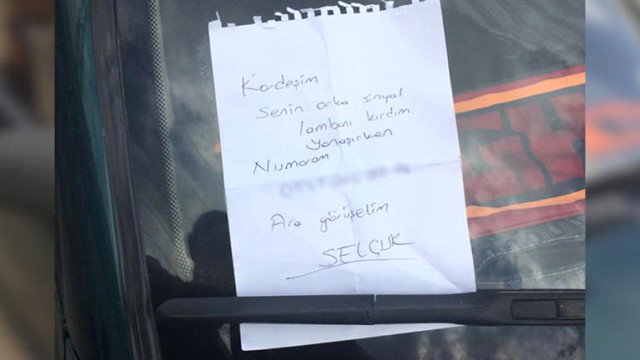 Kardeşim
Senin arka sinyal
lambanı kırdım.
Yanaşırken
Numaram
Ara görüşelim
SELÇUK